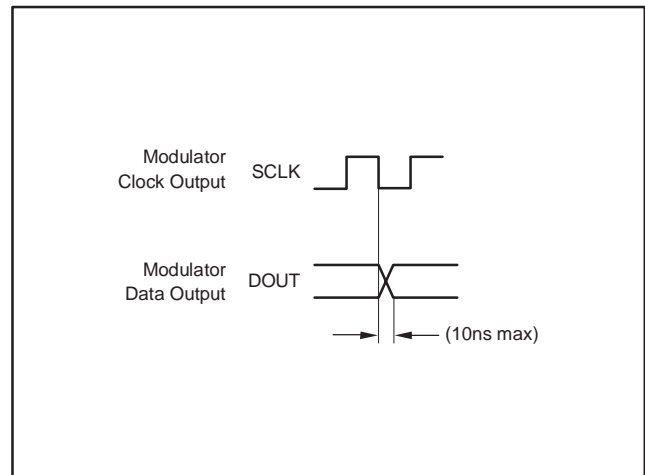 Modulator
Clock Output
SCLK
Modulator
Data Output
DOUT
(10ns max)